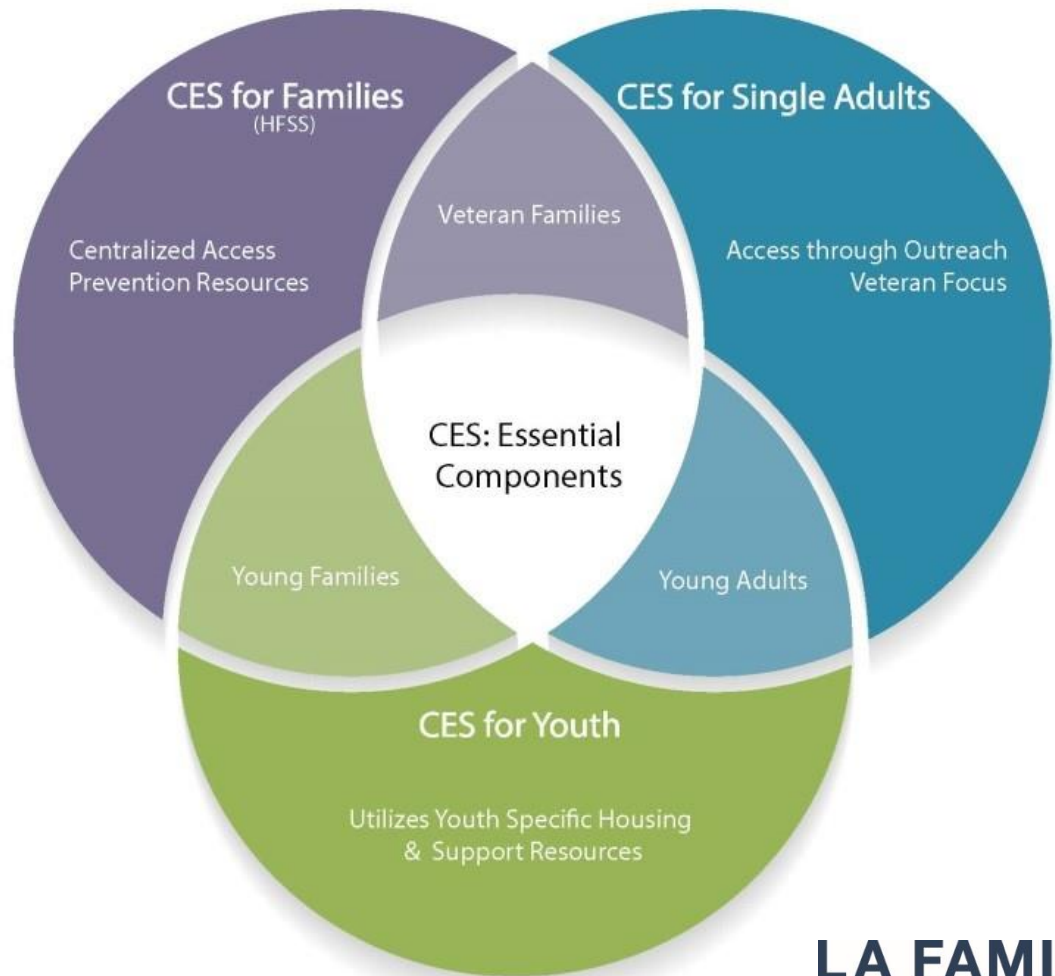 CES for Families
(HFSS)
Centralized Access
Prevention Resources
Veteran Families
CES for Single Adults
Access through Outreach
Veteran Focus
CES: Essential
Components
Young Families
Young Adults
CES for Youth
Utilizes Youth Specific Housing
& Support Resources
LA FAMI